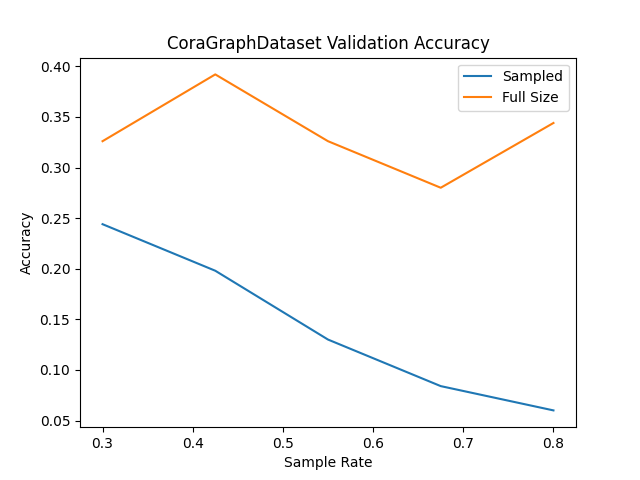 CoraGraphDataset Validation Accuracy
Sampled
Full Size
0.40
0.35
0.30
0.25
0.20
0.15
0.10
0.05
Accuracy
0.3 0.4 0.5 0.6 0.7 0.8
Sample Rate